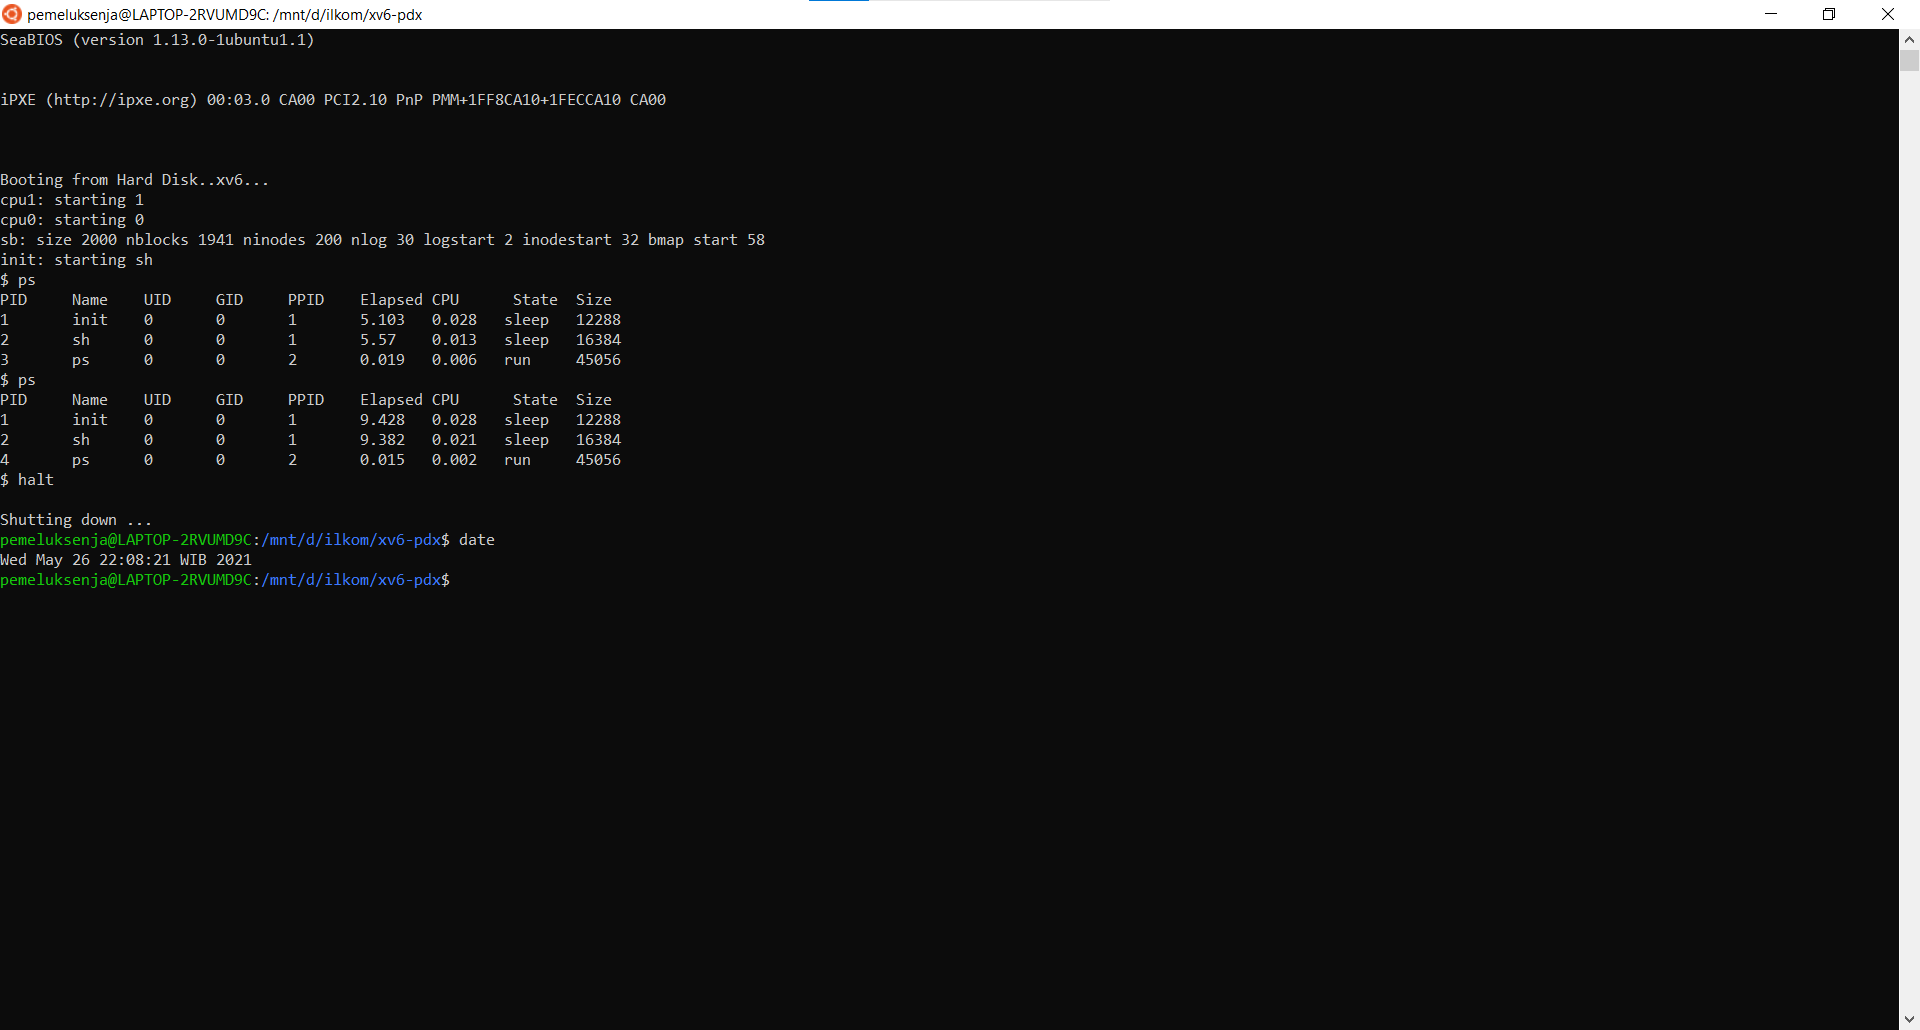 pemeluksenja@LAPTOP-2RVUMD9C: /mnt/d/ilkom/xv6-pdx
SeaBIOS (version 1.13.0-1ubuntu1.1)
iPXE (http://ipxe.org) 00:03.0 CA00 PCI2.10 PnP PMM+1FF8CA10+1FECCA10 CA00
Booting from Hard Disk..xv6...
cpu1: starting 1
cpu0: starting 0
sb: size 2000 nblocks 1941 ninodes 200 nlog 30 logstart 2 inodestart 32 bmap start 58
init: starting sh
$ ps
PID     Name    UID     GID     PPID    Elapsed CPU      State  Size
1       init    0       0       1       5.103   0.028   sleep   12288
2       sh      0       0       1       5.57    0.013   sleep   16384
3       ps      0       0       2       0.019   0.006   run     45056
$ ps
PID     Name    UID     GID     PPID    Elapsed CPU      State  Size
1       init    0       0       1       9.428   0.028   sleep   12288
2       sh      0       0       1       9.382   0.021   sleep   16384
4       ps      0       0       2       0.015   0.002   run     45056
$ halt
Shutting down ...
pemeluksenja@LAPTOP-2RVUMD9C:/mnt/d/ilkom/xv6-pdx$ date
Wed May 26 22:08:21 WIB 2021
pemeluksenja@LAPTOP-2RVUMD9C:/mnt/d/ilkom/xv6-pdx$